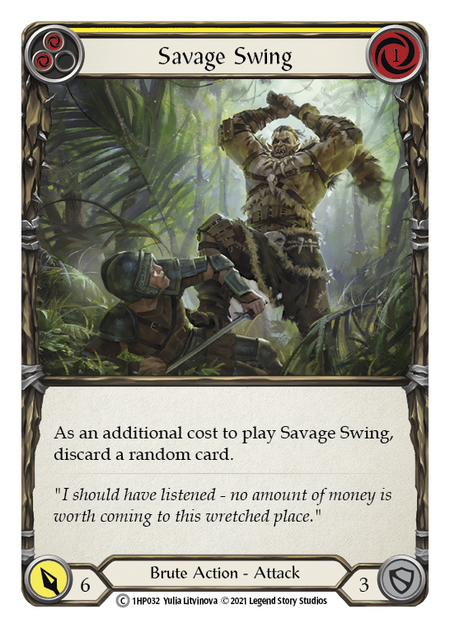 Savage Swing
1
As an additional cost to play Savage Swing,
discard a random card.
"I should have listened - no amount of money is
worth coming to this wretched place."
6
Brute Action - Attack
3
C 1HP032 Yulia Litvinova © 2021 Legend Story Studios